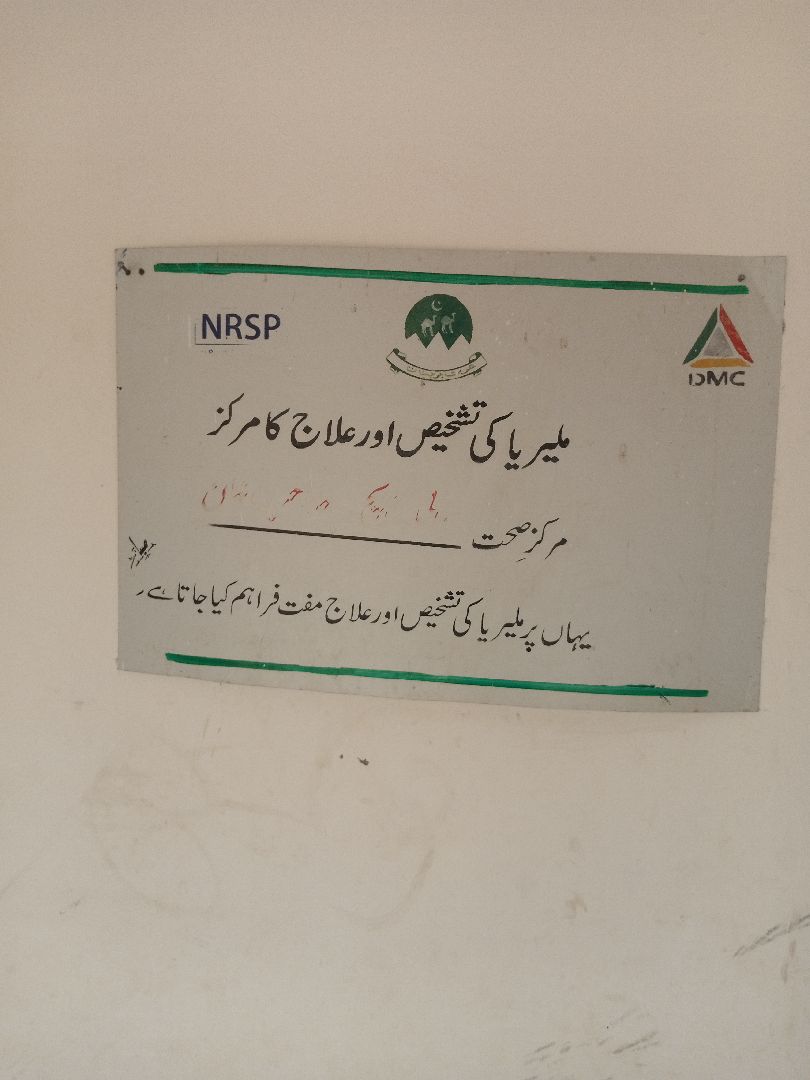 NRSP
DMC
ملیریا کی تشخیص اور علاج کا مرکز
مرکزِ صحت
یہاں پر ملیریا کی تشخیص اور علاج مفت فراہم کیا جاتا ہے۔